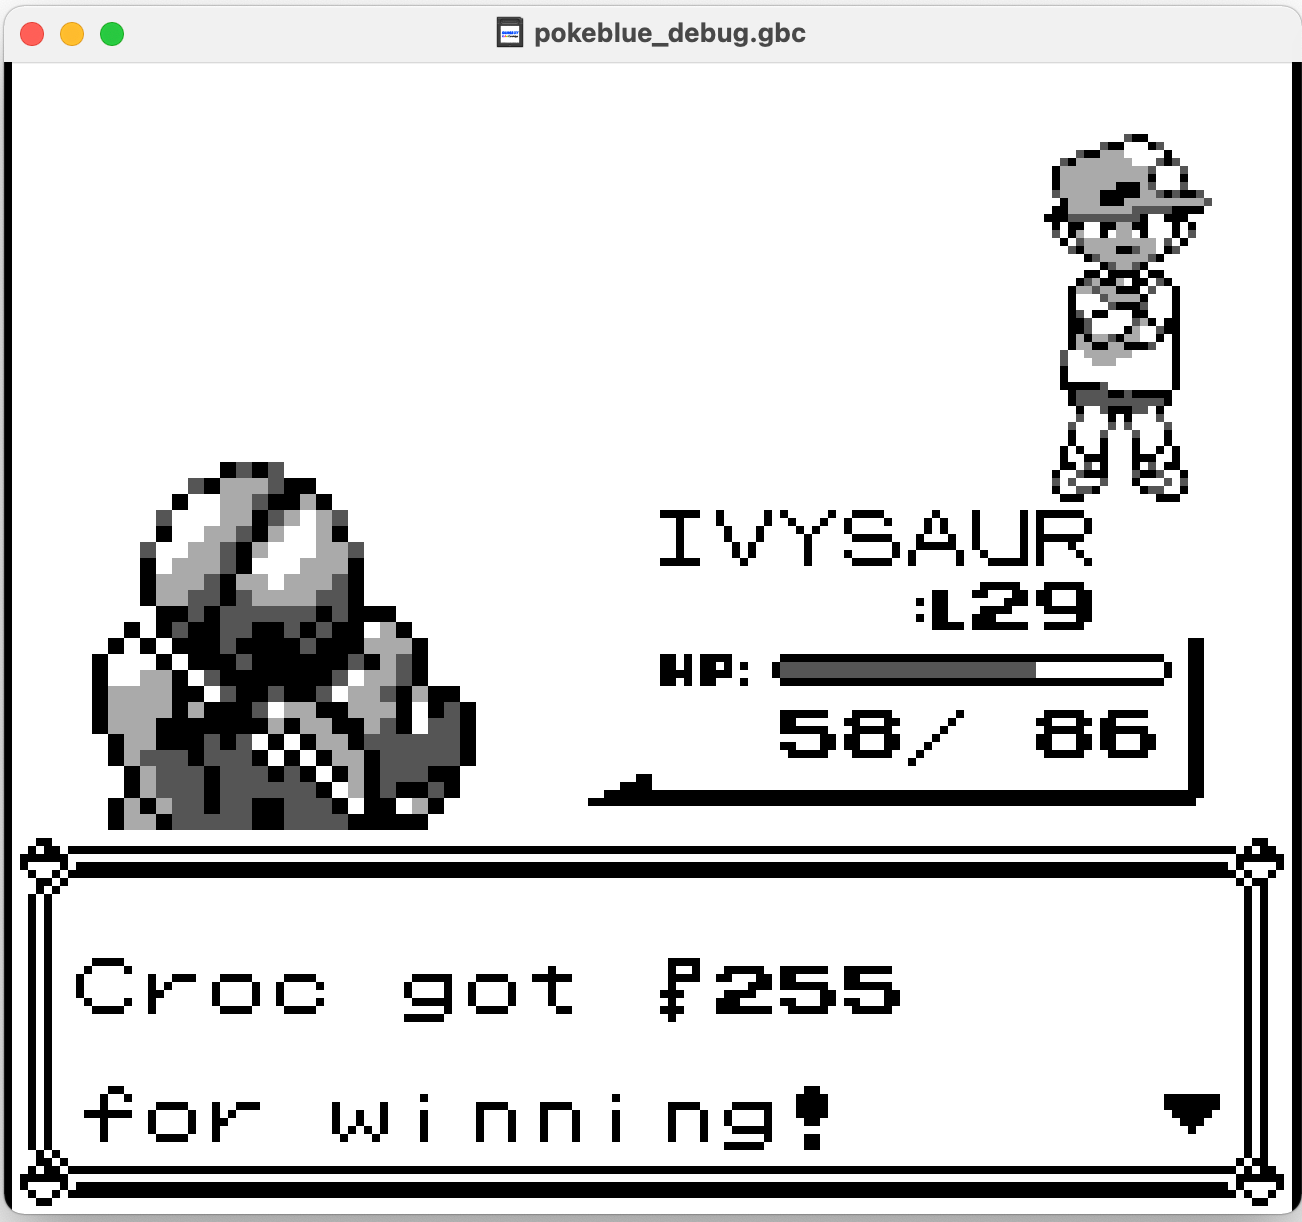 pokeblue_debug.gbc
IVYSAUR
:L29
HP:
58/ 86
Croc got ₽255
for winning!